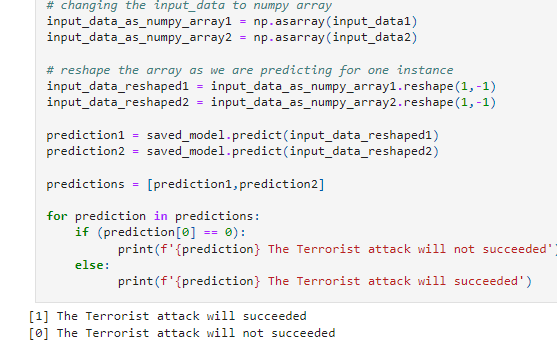 # changing the input_data to numpy array
input_data_as_numpy_array1 = np.asarray(input_data1)
input_data_as_numpy_array2 = np.asarray(input_data2)
# reshape the array as we are predicting for one instance
input_data_reshaped1 = input_data_as_numpy_array1.reshape(1,-1)
input_data_reshaped2 = input_data_as_numpy_array2.reshape(1,-1)
prediction1 = saved_model.predict(input_data_reshaped1)
prediction2 = saved_model.predict(input_data_reshaped2)
predictions = [prediction1,prediction2]
for prediction in predictions:
    if (prediction[0] == 0):
          print(f'{prediction} The Terrorist attack will not succeeded'
    else:
          print(f'{prediction} The Terrorist attack will succeeded')
[1] The Terrorist attack will succeeded
[0] The Terrorist attack will not succeeded